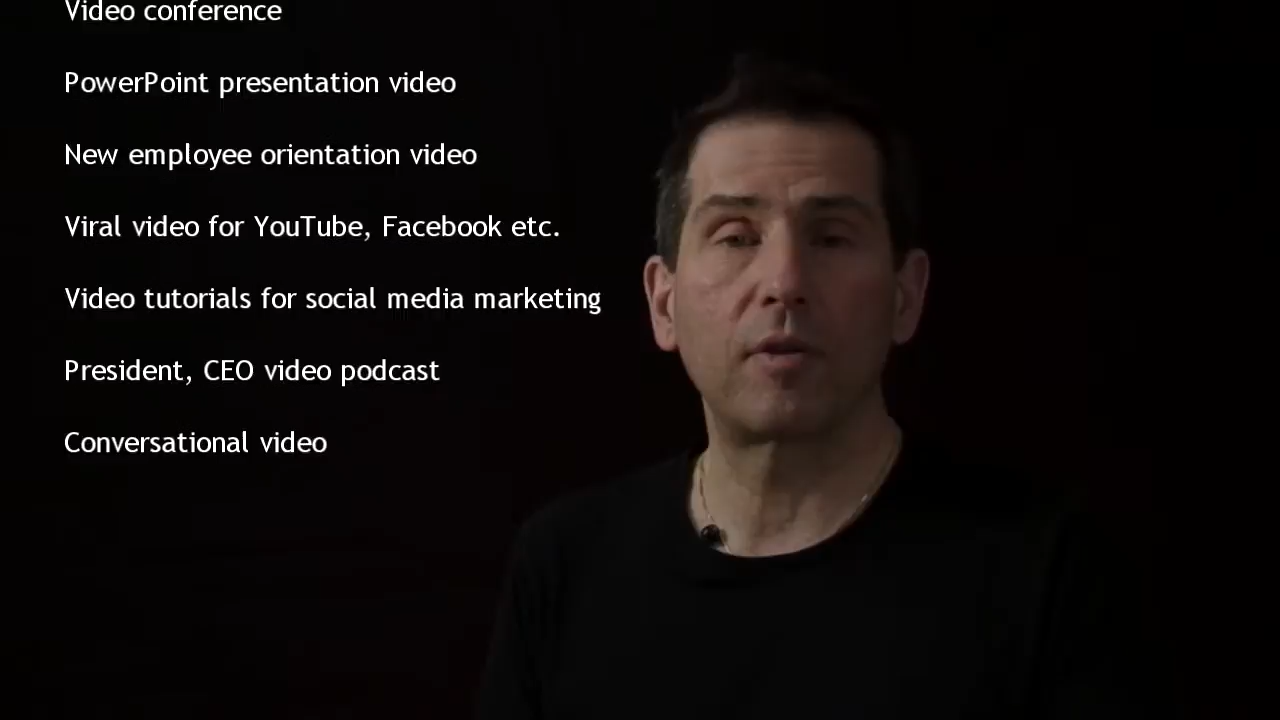 Video conference
PowerPoint presentation video
New employee orientation video
Viral video for YouTube, Facebook etc.
Video tutorials for social media marketing
President, CEO video podcast
Conversational video